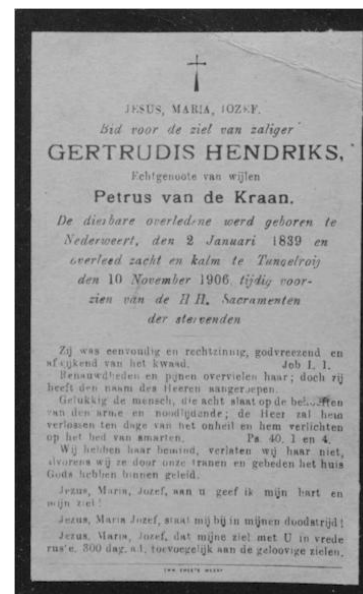 JESUS, MARIA, IOZEF.
Bid voor de ziel van zaliger
GERTRUDIS HENDRIKS,
Echtgenoote van wijlen
Petrus van de Kraan.
De dierbare overledene werd geboren te
Nederweert, den 2 Januari 1839 en
overleed zacht en kalm te Tungelroij
den 10 November 1906, tijdig voor-
zien van de H H. Sacramenten
der stervenden
Zij was eenvoudig en rechtzinnig, godvreezend en
afwijkend van het kwaad. Job I. 1.
Benauwdheden en pijnen overvielen haar; doch zij
heeft den naam des Heeren aangeroepen.
Gelukkig de mensch, die acht slaat op de behoeften
van den arme en noodlijdende; de Heer zal hem
verlossen ten dage van het onheil en hem verlichten
op het bed van smarten. Ps. 40. 1 en 4.
Wij hebben haar bemind, verlaten wij haar niet,
alvorens wij ze door onze tranen en gebeden het huis
Gods hebben binnen geleid.
Jezus, Maria, Jozef, aan u geef ik mijn hart en
mijn ziel!
Jezus, Maria Jozef, staat mij bij in mijnen doodstrijd!
Jezus, Maria Jozef, dat mijne ziel met U in vrede
ruste. 300 dag. afl. toevoegelijk aan de geloovige zielen.